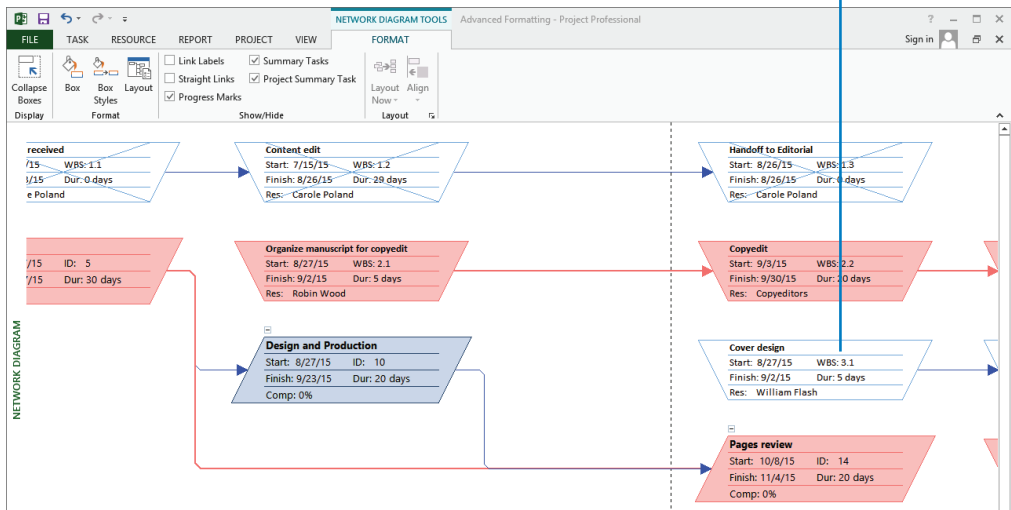 NETWORK DIAGRAM TOOLS Advanced Formatting - Project Professional
FILE TASK RESOURCE REPORT PROJECT VIEW FORMAT Sign in
Collapse Boxes
Box
Box Styles
Layout
Link Labels
Straight Links
Progress Marks
Summary Tasks
Project Summary Task
Layout Now
Align
Display Format Show/Hide Layout
NETWORK DIAGRAM
received
/15 WBS: 1.1
/15 Dur: 0 days
e Poland
Content edit
Start: 7/15/15 WBS: 1.2
Finish: 8/26/15 Dur: 29 days
Res: Carole Poland
Handoff to Editorial
Start: 8/26/15 WBS: 1.3
Finish: 8/26/15 Dur: 0 days
Res: Carole Poland
/15 ID: 5
/15 Dur: 30 days
Organize manuscript for copyedit
Start: 8/27/15 WBS: 2.1
Finish: 9/2/15 Dur: 5 days
Res: Robin Wood
Copyedit
Start: 9/3/15 WBS: 2.2
Finish: 9/30/15 Dur: 20 days
Res: Copyeditors
Design and Production
Start: 8/27/15 ID: 10
Finish: 9/23/15 Dur: 20 days
Comp: 0%
Cover design
Start: 8/27/15 WBS: 3.1
Finish: 9/2/15 Dur: 5 days
Res: William Flash
Pages review
Start: 10/8/15 ID: 14
Finish: 11/4/15 Dur: 20 days
Comp: 0%